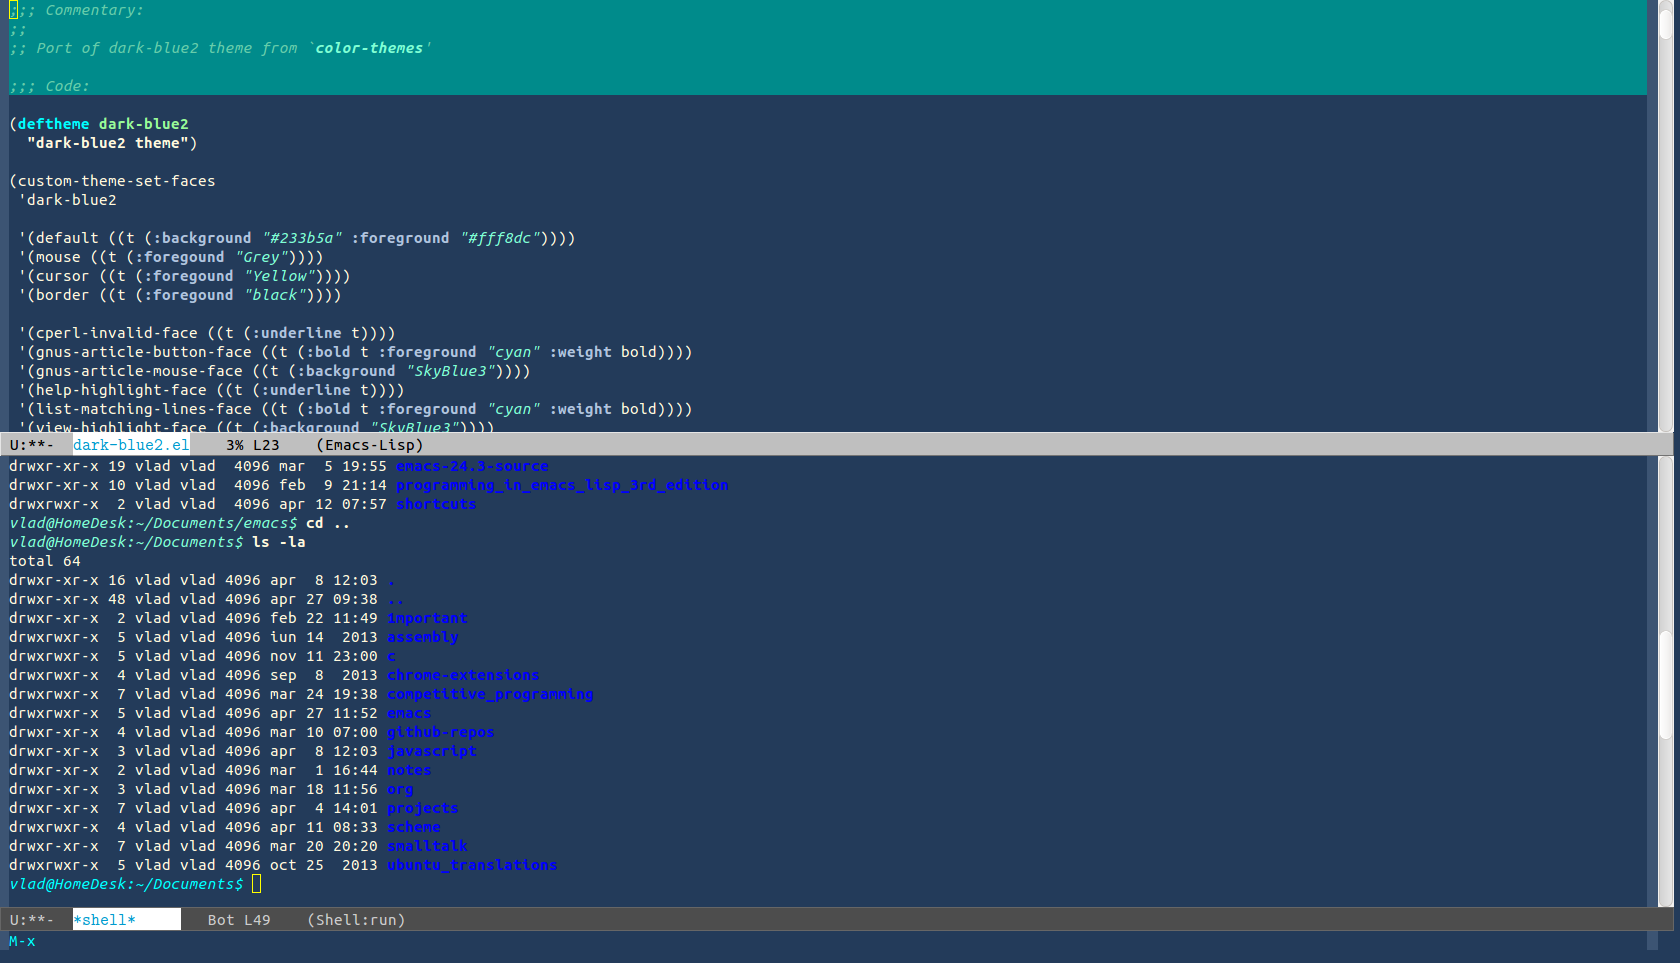 ;;; Commentary:
;;
;; Port of dark-blue2 theme from `color-themes'
;;; Code:
(deftheme dark-blue2
  "dark-blue2 theme")
(custom-theme-set-faces
 'dark-blue2
 '(default ((t (:background "#233b5a" :foreground "#fff8dc"))))
 '(mouse ((t (:foregound "Grey"))))
 '(cursor ((t (:foregound "Yellow"))))
 '(border ((t (:foregound "black"))))
 '(cperl-invalid-face ((t (:underline t))))
 '(gnus-article-button-face ((t (:bold t :foreground "cyan" :weight bold))))
 '(gnus-article-mouse-face ((t (:background "SkyBlue3"))))
 '(help-highlight-face ((t (:underline t))))
 '(list-matching-lines-face ((t (:bold t :foreground "cyan" :weight bold))))
 '(view-highlight-face ((t (:background "SkyBlue3"))))
U:**-  dark-blue2.el    3% L23    (Emacs-Lisp)
drwxr-xr-x 19 vlad vlad  4096 mar  5 19:55 emacs-24.3-source
drwxr-xr-x 10 vlad vlad  4096 feb  9 21:14 programming_in_emacs_lisp_3rd_edition
drwxrwxr-x  2 vlad vlad  4096 apr 12 07:57 shortcuts
vlad@HomeDesk:~/Documents/emacs$ cd ..
vlad@HomeDesk:~/Documents$ ls -la
total 64
drwxr-xr-x 16 vlad vlad 4096 apr  8 12:03 .
drwxr-xr-x 48 vlad vlad 4096 apr 27 09:38 ..
drwxrwxr-x  2 vlad vlad 4096 feb 22 11:49 1mportant
drwxrwxr-x  5 vlad vlad 4096 iun 14  2013 assembly
drwxrwxr-x  5 vlad vlad 4096 nov 11 23:00 c
drwxrwxr-x  4 vlad vlad 4096 sep  8  2013 chrome-extensions
drwxrwxr-x  7 vlad vlad 4096 mar 24 19:38 competitive_programming
drwxrwxr-x  5 vlad vlad 4096 apr 27 11:52 emacs
drwxrwxr-x  4 vlad vlad 4096 mar 10 07:00 github-repos
drwxrwxr-x  3 vlad vlad 4096 apr  8 12:03 javascript
drwxrwxr-x  2 vlad vlad 4096 mar  1 16:44 notes
drwxrwxr-x  3 vlad vlad 4096 mar 18 11:56 org
drwxrwxr-x  7 vlad vlad 4096 apr  4 14:01 projects
drwxrwxr-x  4 vlad vlad 4096 apr 11 08:33 scheme
drwxrwxr-x  7 vlad vlad 4096 mar 20 20:20 smalltalk
drwxrwxr-x  5 vlad vlad 4096 oct 25  2013 ubuntu_translations
vlad@HomeDesk:~/Documents$
U:**-  *shell*        Bot L49    (Shell:run)
M-x